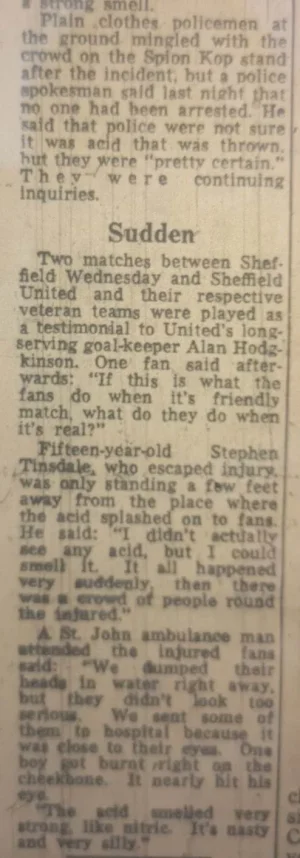 a strong smell.
Plain clothes policemen at
the ground mingled with the
crowd on the Spion Kop stand
after the incident, but a police
spokesman said last night that
no one had been arrested. He
said that police were not sure
it was acid that was thrown,
but they were "pretty certain."
They were continuing
inquiries.
Sudden
Two matches between Shef-
field Wednesday and Sheffield
United and their respective
veteran teams were played as
a testimonial to United's long-
serving goal-keeper Alan Hodg-
kinson. One fan said after-
wards: "If this is what the
fans do when it's friendly
match, what do they do when
it's real?"
Fifteen-year-old Stephen
Tinsdale, who escaped injury,
was only standing a few feet
away from the place where
the acid splashed on to fans.
He said: "I didn't actually
see any acid, but I could
smell it. It all happened
very suddenly, then there
was a crowd of people round
the injured."
A St. John ambulance man
attended the injured fans
said: "We dumped their
heads in water right away,
but they didn't look too
serious. We sent some of
them to hospital because it
was close to their eyes. One
boy got burnt right on the
cheekbone. It nearly hit his
eye.
"The acid smelled very
strong, like nitric. It's nasty
and very silly."